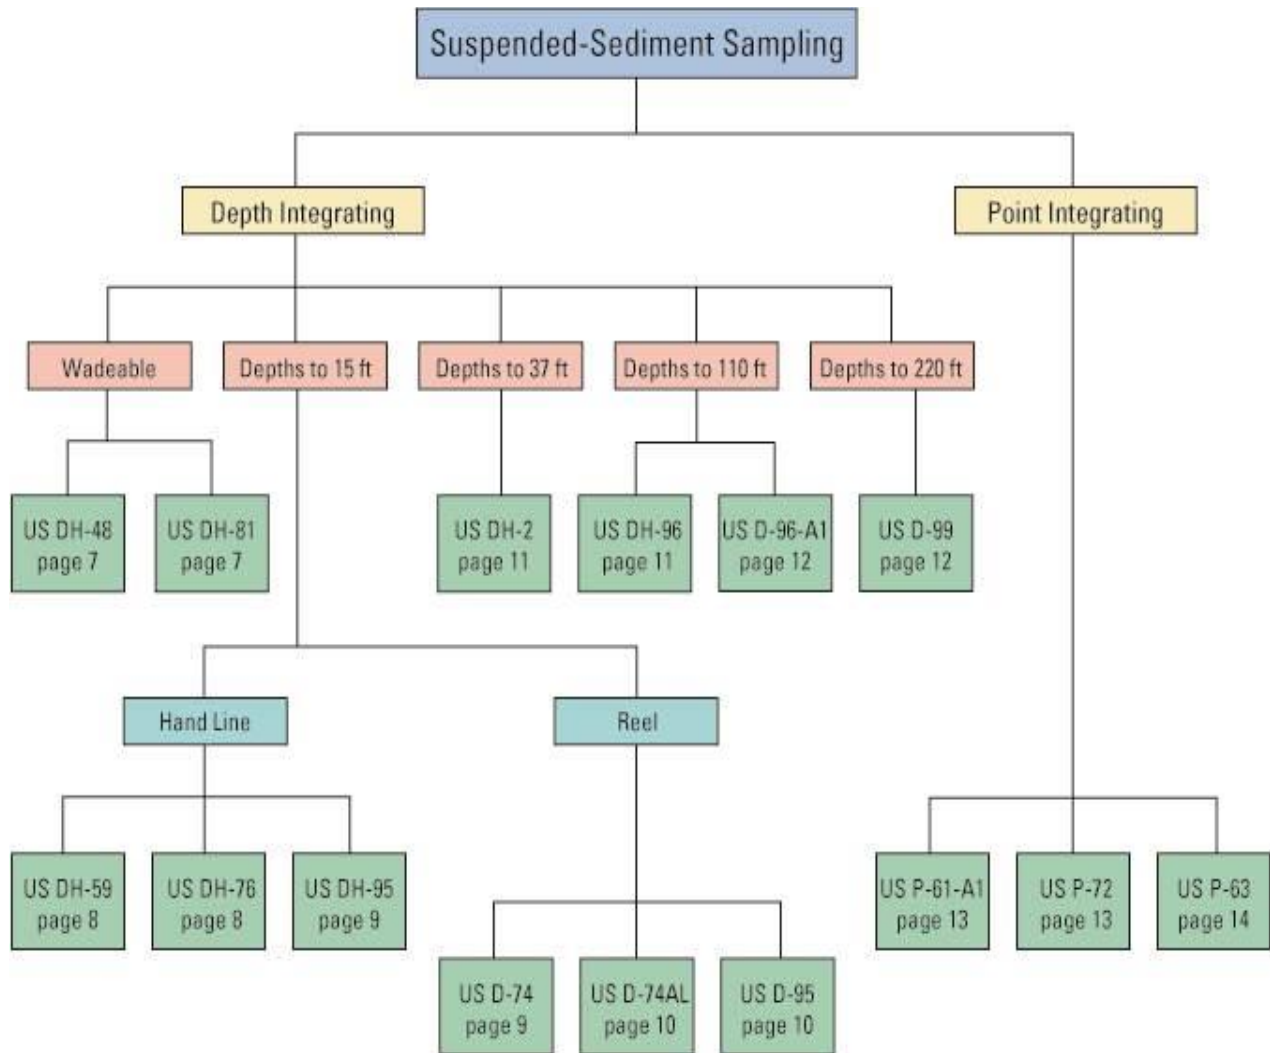 Suspended-Sediment Sampling
Depth Integrating
Point Integrating
Wadeable
Depths to 15 ft
Depths to 37 ft
Depths to 110 ft
Depths to 220 ft
US DH-48
page 7
US DH-81
page 7
US DH-2
page 11
US DH-96
page 11
US D-96-A1
page 12
US D-99
page 12
Hand Line
Reel
US DH-59
page 8
US DH-76
page 8
US DH-95
page 9
US P-61-A1
page 13
US P-72
page 13
US P-63
page 14
US D-74
page 9
US D-74AL
page 10
US D-95
page 10